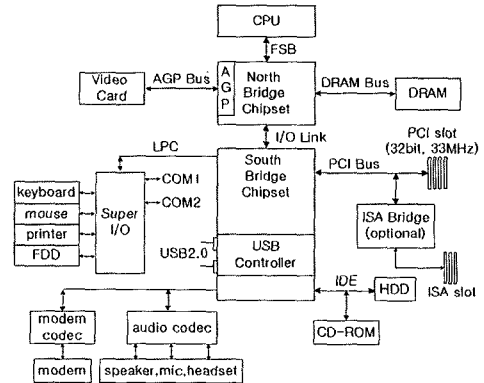 CPU
FSB
Video
Card
AGP Bus
A
G
P
North
Bridge
Chipset
DRAM Bus
DRAM
I/O Link
LPC
South
Bridge
Chipset
PCI Bus
PCI slot
(32bit, 33MHz)
keyboard
mouse
printer
FDD
Super
I/O
COM1
COM2
USB2.0
USB
Controller
ISA Bridge
(optional)
ISA slot
IDE
HDD
CD-ROM
modem
codec
audio codec
modem
speaker,mic,headset